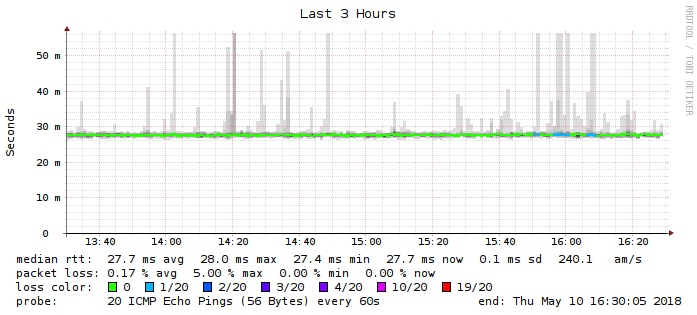 Last 3 Hours
RRDTOOL / TOBI OETIKER
Seconds
50 m
40 m
30 m
20 m
10 m
0
13:40 14:00 14:20 14:40 15:00 15:20 15:40 16:00 16:20
median rtt: 27.7 ms avg 28.0 ms max 27.4 ms min 27.7 ms now 0.1 ms sd 240.1 am/s
packet loss: 0.17 % avg 5.00 % max 0.00 % min 0.00 % now
loss color: 0 1/20 2/20 3/20 4/20 10/20 19/20
probe: 20 ICMP Echo Pings (56 Bytes) every 60s end: Thu May 10 16:30:05 2018